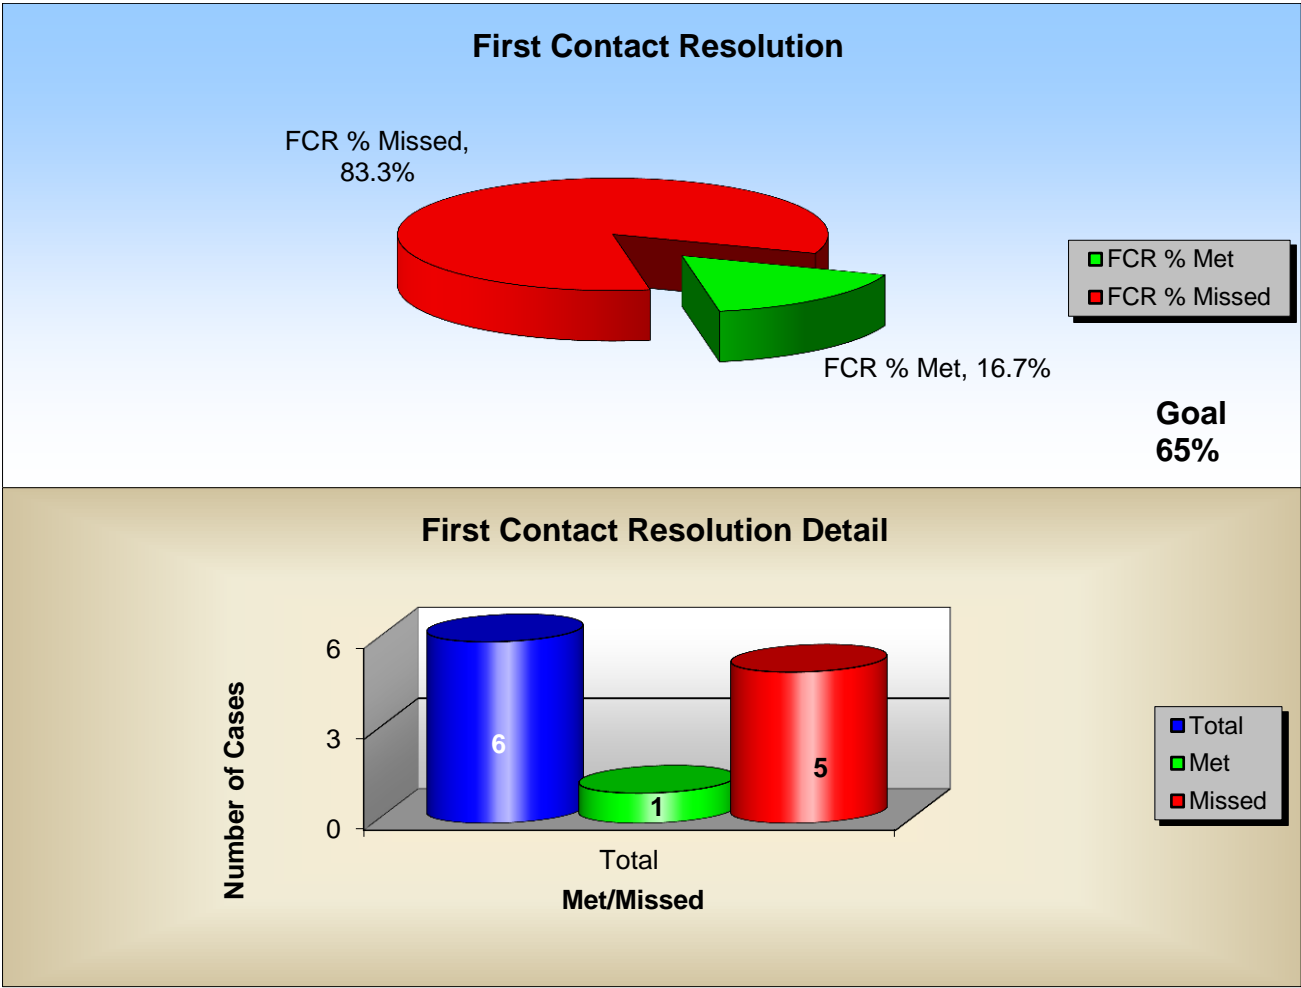 First Contact Resolution
FCR % Missed,
83.3%
FCR % Met
FCR % Missed
FCR % Met, 16.7%
Goal
65%
First Contact Resolution Detail
Number of Cases
6
3
0
6
1
5
Total
Met/Missed
Total
Met
Missed